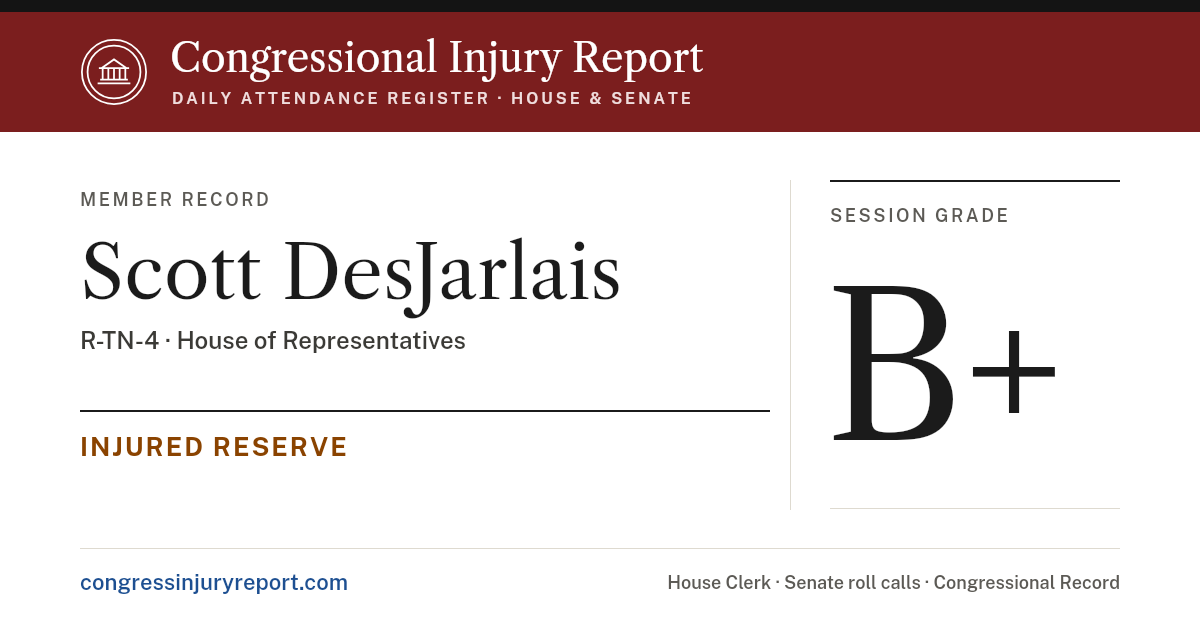 Congressional Injury Report
DAILY ATTENDANCE REGISTER · HOUSE & SENATE
MEMBER RECORD
Scott DesJarlais
R-TN-4 · House of Representatives
INJURED RESERVE
SESSION GRADE
B+
congressinjuryreport.com
House Clerk · Senate roll calls · Congressional Record